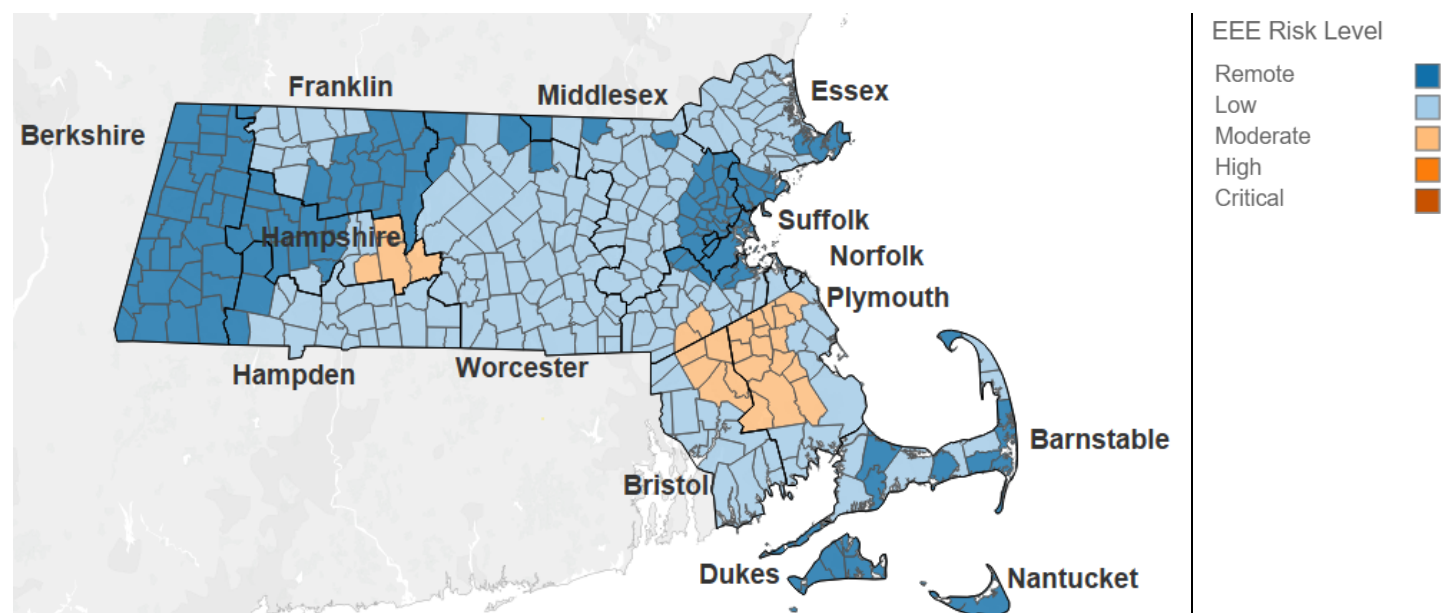 EEE Risk Level
Remote
Low
Moderate
High
Critical
Franklin
Middlesex
Essex
Berkshire
Suffolk
Hampshire
Norfolk
Plymouth
Worcester
Hampden
Barnstable
Bristol
Dukes
Nantucket